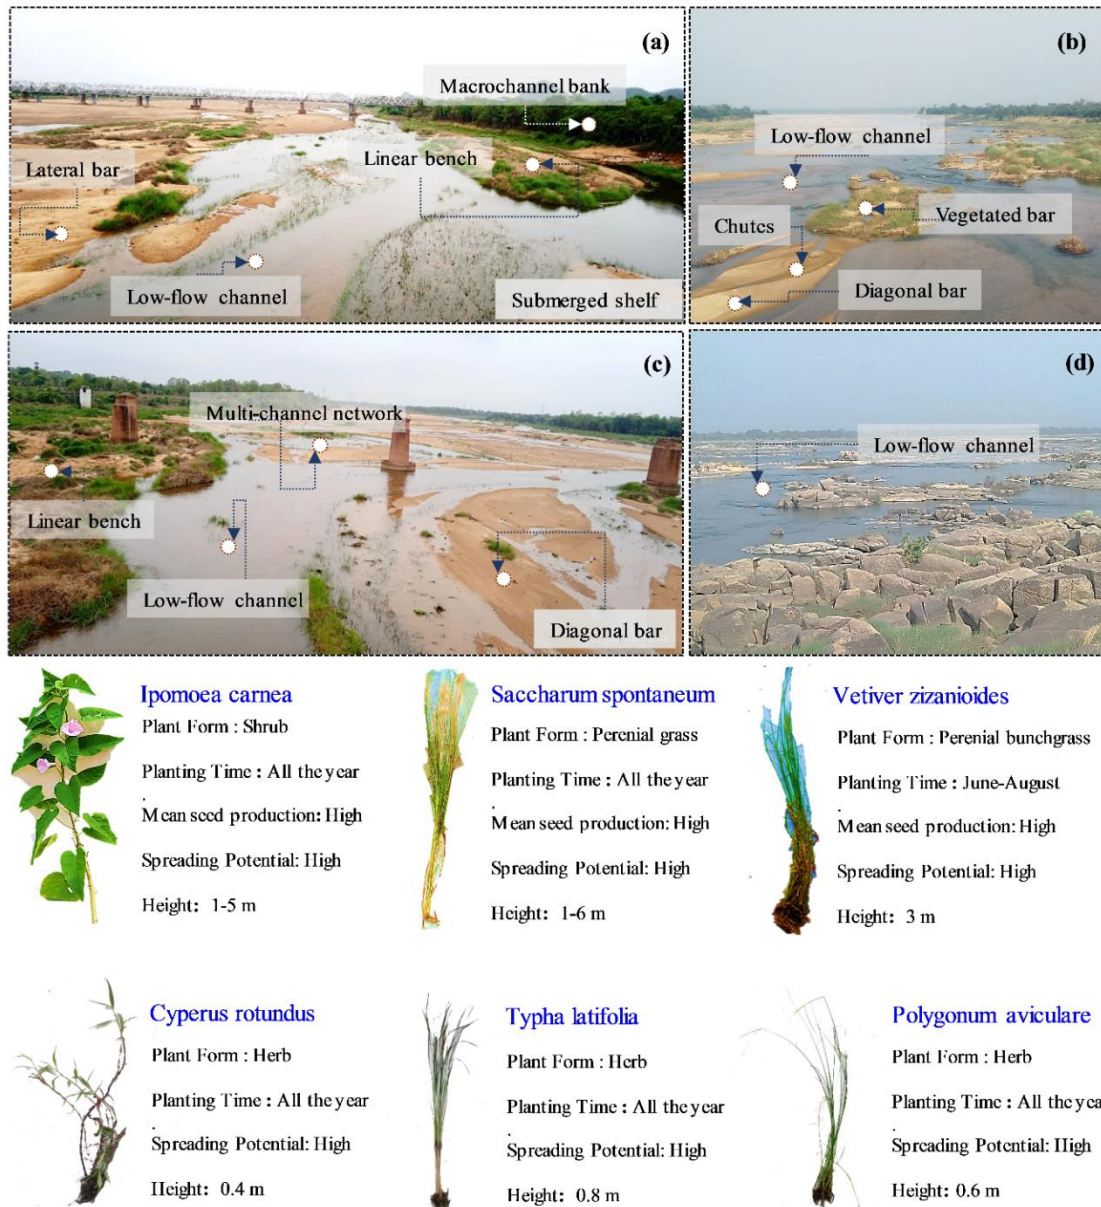 (a)
Macrochannel bank
Linear bench
Lateral bar
Low-flow channel
Submerged shelf
(b)
Low-flow channel
Vegetated bar
Chutes
Diagonal bar
(c)
Multi-channel network
Linear bench
Low-flow channel
Diagonal bar
(d)
Low-flow channel
Ipomoea carnea
Plant Form : Shrub
Planting Time : All the year
.
Mean seed production: High
Spreading Potential: High
Height: 1-5 m
Saccharum spontaneum
Plant Form : Perenial grass
Planting Time : All the year
.
Mean seed production: High
Spreading Potential: High
Height: 1-6 m
Vetiver zizanioides
Plant Form : Perenial bunchgrass
Planting Time : June-August
.
Mean seed production: High
Spreading Potential: High
Height: 3 m
Cyperus rotundus
Plant Form : Herb
Planting Time : All the year
.
Spreading Potential: High
Height: 0.4 m
Typha latifolia
Plant Form : Herb
Planting Time : All the year
.
Spreading Potential: High
Height: 0.8 m
Polygonum aviculare
Plant Form : Herb
Planting Time : All the yea
.
Spreading Potential: High
Height: 0.6 m